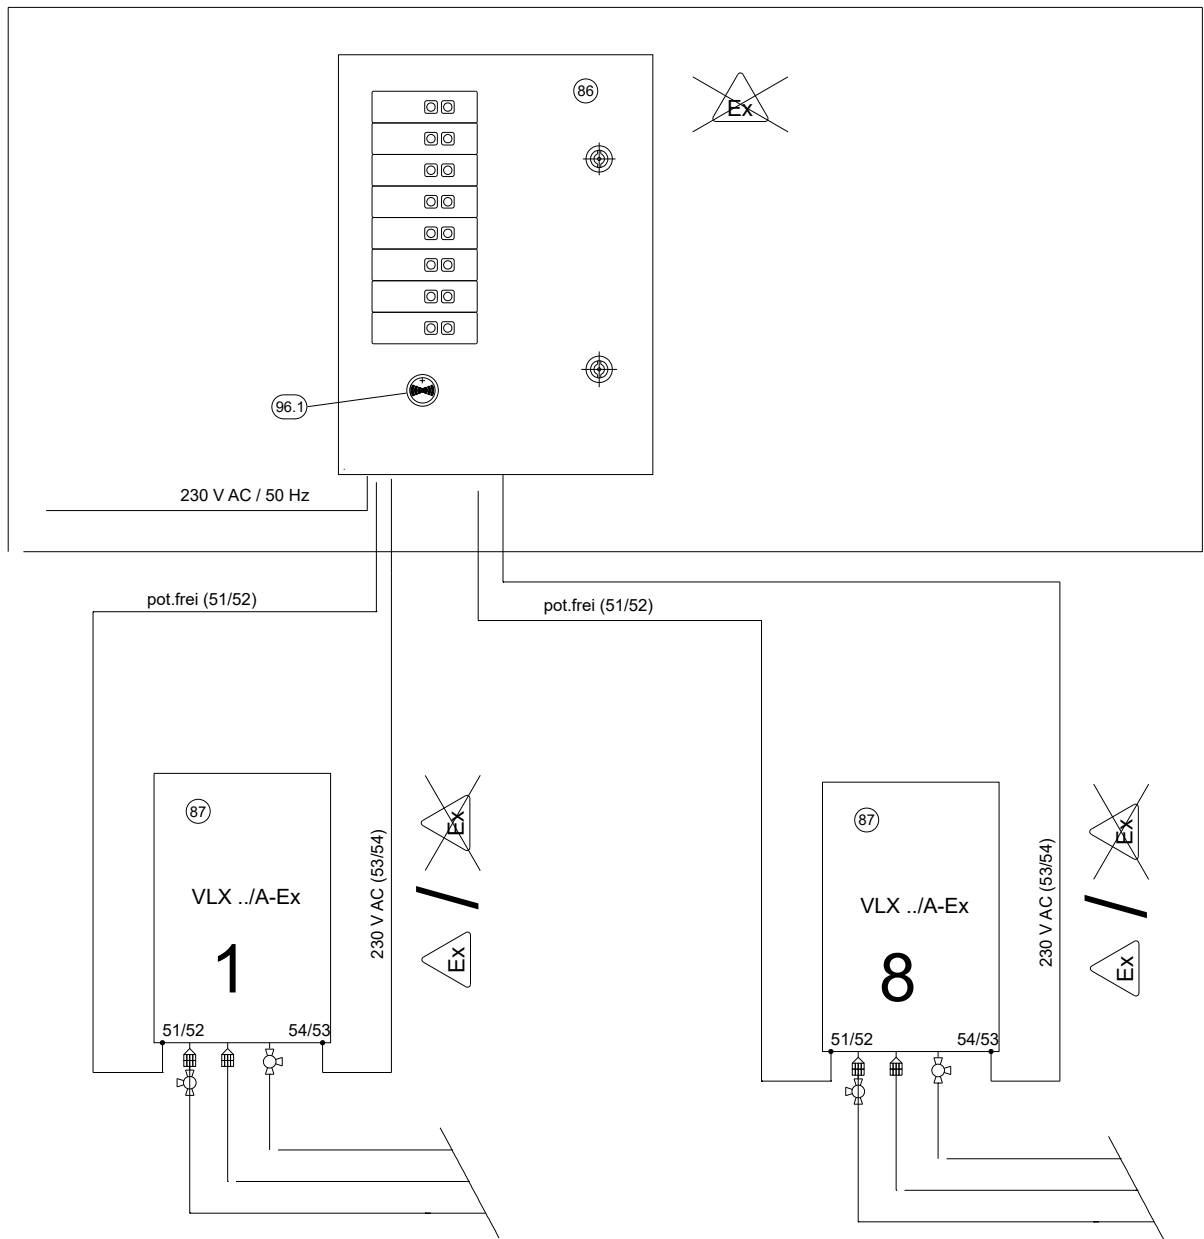 86
Ex
96.1
230 V AC / 50 Hz
pot.frei (51/52)
pot.frei (51/52)
87
VLX ../A-Ex
1
51/52
54/53
230 V AC (53/54)
Ex
/
Ex
87
VLX ../A-Ex
8
51/52
54/53
230 V AC (53/54)
Ex
/
Ex